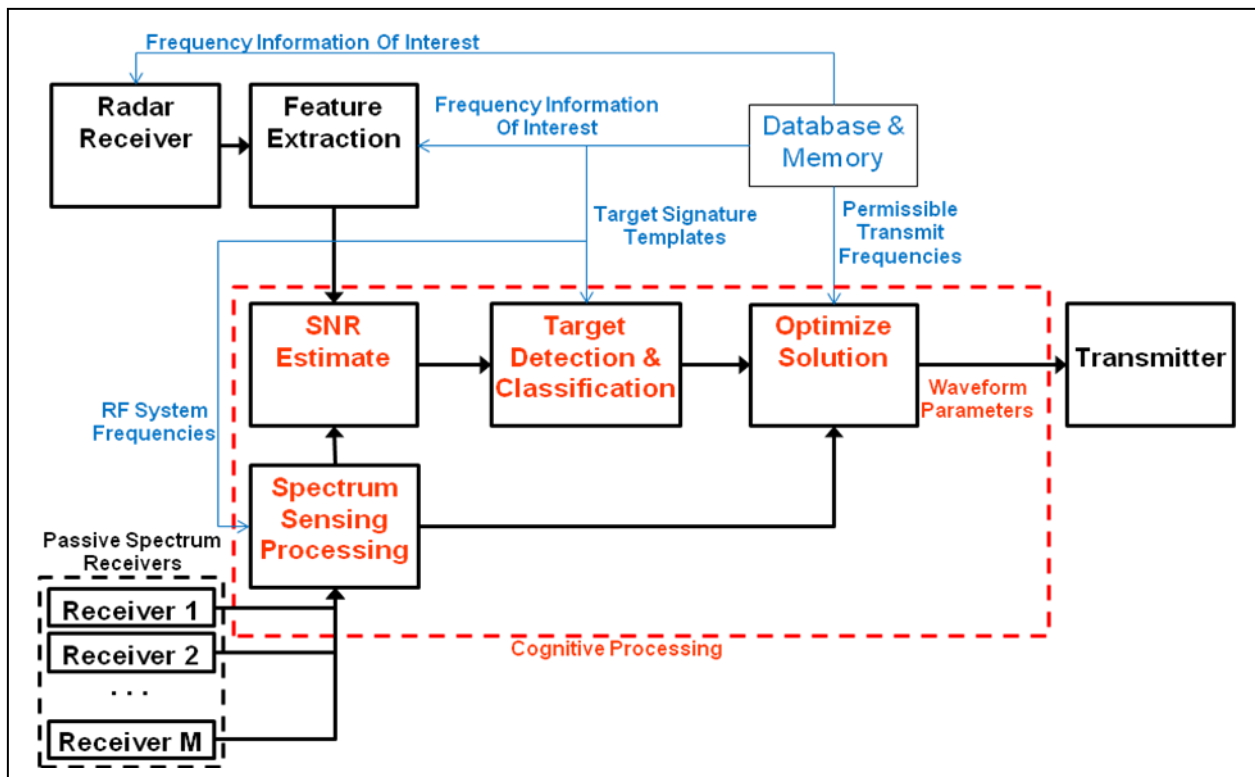 Frequency Information Of Interest
Radar
Receiver
Feature
Extraction
Frequency Information
Of Interest
Database &
Memory
Target Signature
Templates
Permissible
Transmit
Frequencies
SNR
Estimate
Target
Detection &
Classification
Optimize
Solution
Transmitter
Waveform
Parameters
RF System
Frequencies
Spectrum
Sensing
Processing
Passive Spectrum
Receivers
Receiver 1
Receiver 2
. . .
Receiver M
Cognitive Processing